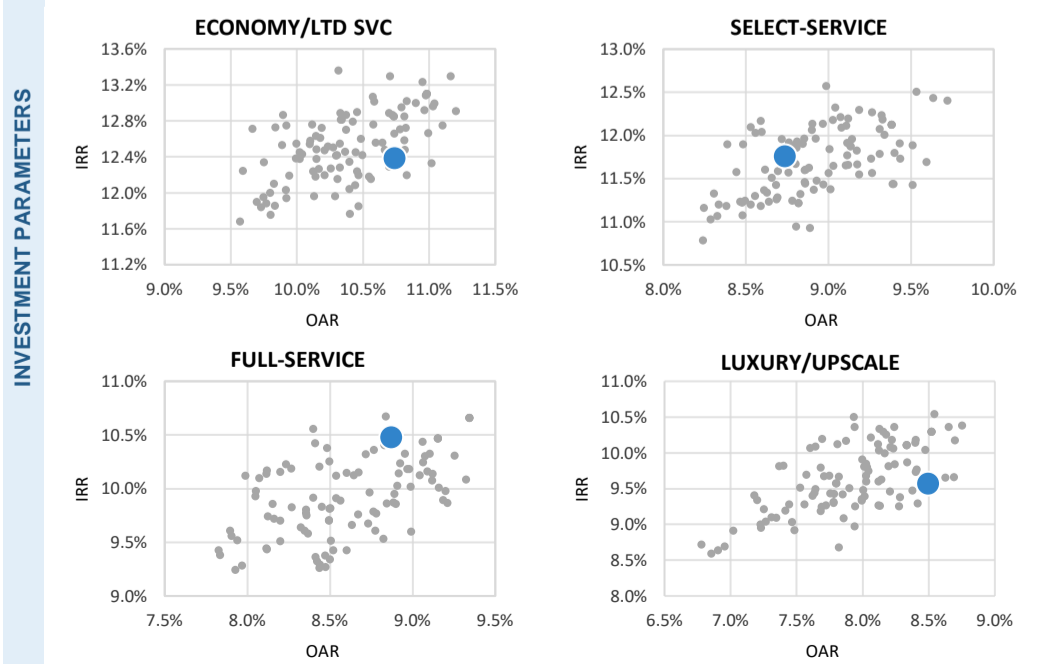 INVESTMENT PARAMETERS
ECONOMY/LTD SVC
13.6%
13.2%
12.8%
12.4%
12.0%
11.6%
11.2%
IRR
9.0% 9.5% 10.0% 10.5% 11.0% 11.5%
OAR
SELECT-SERVICE
13.0%
12.5%
12.0%
11.5%
11.0%
10.5%
IRR
8.0% 8.5% 9.0% 9.5% 10.0%
OAR
FULL-SERVICE
11.0%
10.5%
10.0%
9.5%
9.0%
IRR
7.5% 8.0% 8.5% 9.0% 9.5%
OAR
LUXURY/UPSCALE
11.0%
10.5%
10.0%
9.5%
9.0%
8.5%
8.0%
IRR
6.5% 7.0% 7.5% 8.0% 8.5% 9.0%
OAR